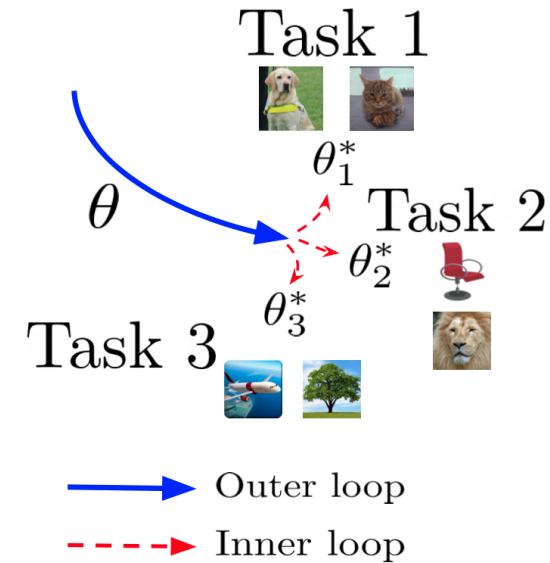 Task 1
θ₁*
θ
Task 2
θ₂*
θ₃*
Task 3
Outer loop
Inner loop